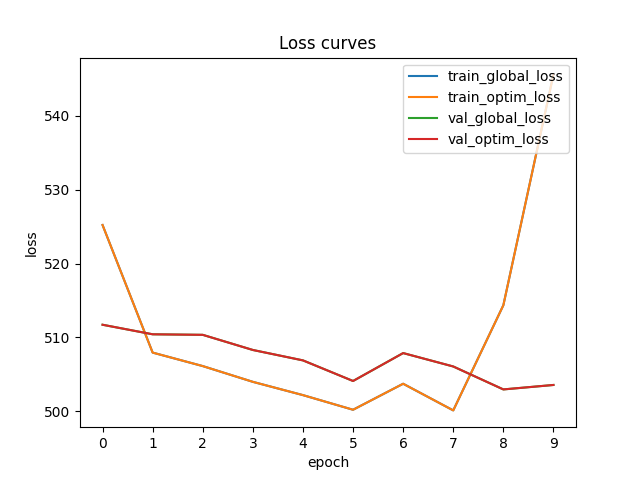 Loss curves
train_global_loss
train_optim_loss
val_global_loss
val_optim_loss
540
530
520
510
500
loss
0 1 2 3 4 5 6 7 8 9
epoch